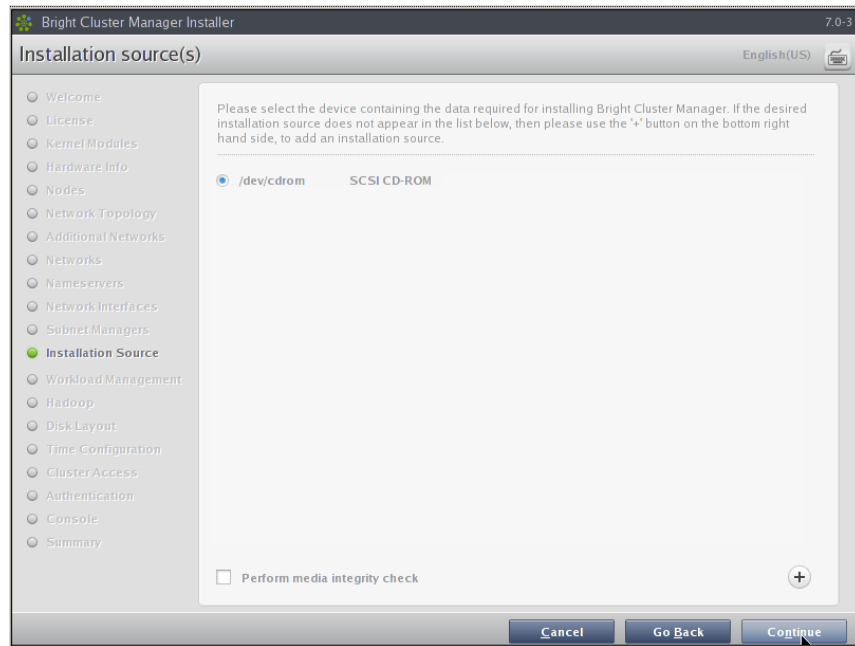 Bright Cluster Manager Installer
7.0-3
Installation source(s)
English(US)
Welcome
License
Kernel Modules
Hardware Info
Nodes
Network Topology
Additional Networks
Networks
Nameservers
Network Interfaces
Subnet Managers
Installation Source
Workload Management
Hadoop
Disk Layout
Time Configuration
Cluster Access
Authentication
Console
Summary
Please select the device containing the data required for installing Bright Cluster Manager. If the desired
installation source does not appear in the list below, then please use the '+' button on the bottom right
hand side, to add an installation source.
/dev/cdrom SCSI CD-ROM
Perform media integrity check
+
Cancel Go Back Continue